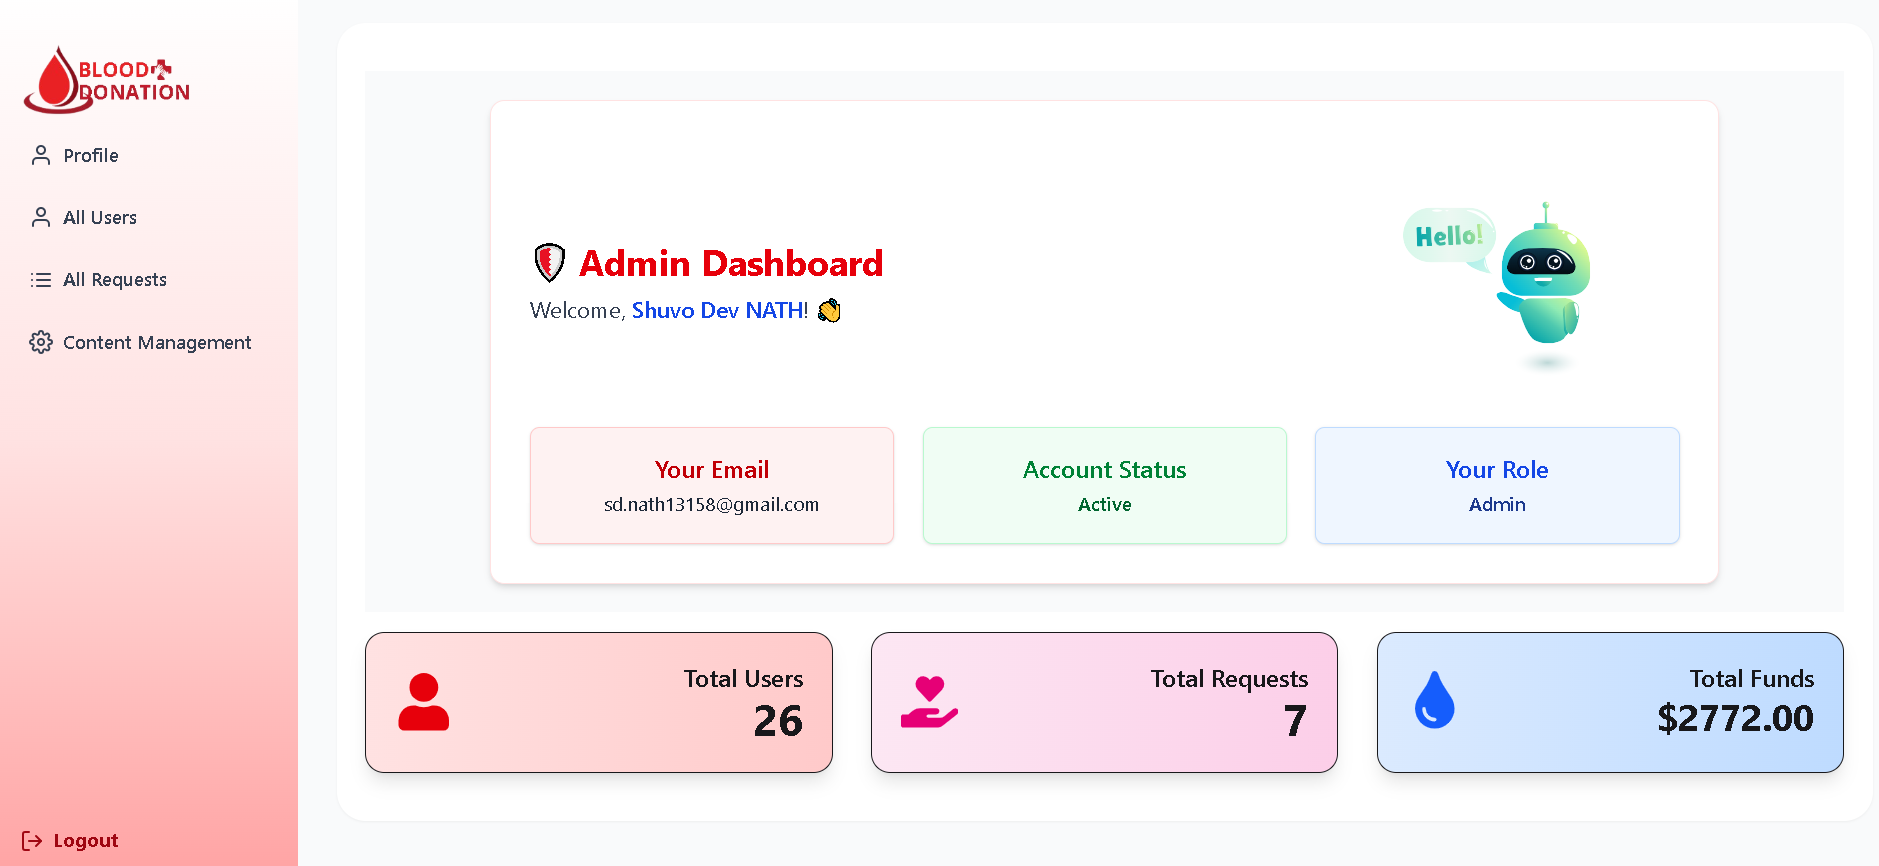 BLOOD
DONATION
Profile
All Users
All Requests
Content Management
Logout
Admin Dashboard
Welcome, Shuvo Dev NATH! 👋
Hello!
Your Email
sd.nath13158@gmail.com
Account Status
Active
Your Role
Admin
Total Users
26
Total Requests
7
Total Funds
$2772.00